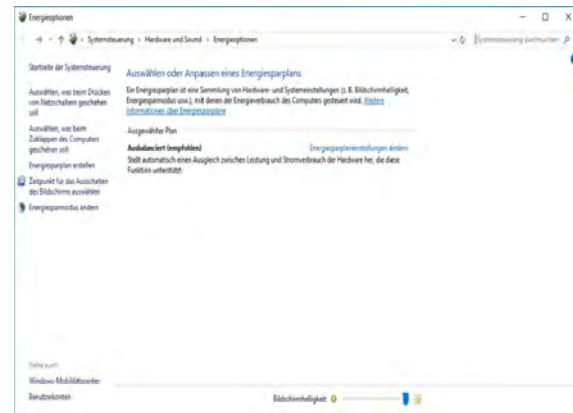 Energieoptionen
Systemsteuerung › Hardware und Sound › Energieoptionen
Systemsteuerung durchsuchen
Startseite der Systemsteuerung
Auswählen, was beim Drücken
von Netzschaltern geschehen
soll
Auswählen, was beim
Zuklappen des Computers
geschehen soll
Energiesparplan erstellen
Zeitpunkt für das Ausschalten
des Bildschirms auswählen
Energiesparmodus ändern
Auswählen oder Anpassen eines Energiesparplans
Ein Energiesparplan ist eine Sammlung von Hardware- und Systemeinstellungen (z. B. Bildschirmhelligkeit,
Energiesparmodus usw.), mit denen der Energieverbrauch des Computers gesteuert wird. Weitere
Informationen über Energiesparpläne
Ausgewählter Plan
Ausbalanciert (empfohlen) Energiesparplaneinstellungen ändern
Stellt automatisch einen Ausgleich zwischen Leistung und Stromverbrauch der Hardware her, die diese
Funktion unterstützt.
Siehe auch
Windows-Mobilitätscenter
Benutzerkonten
Bildschirmhelligkeit